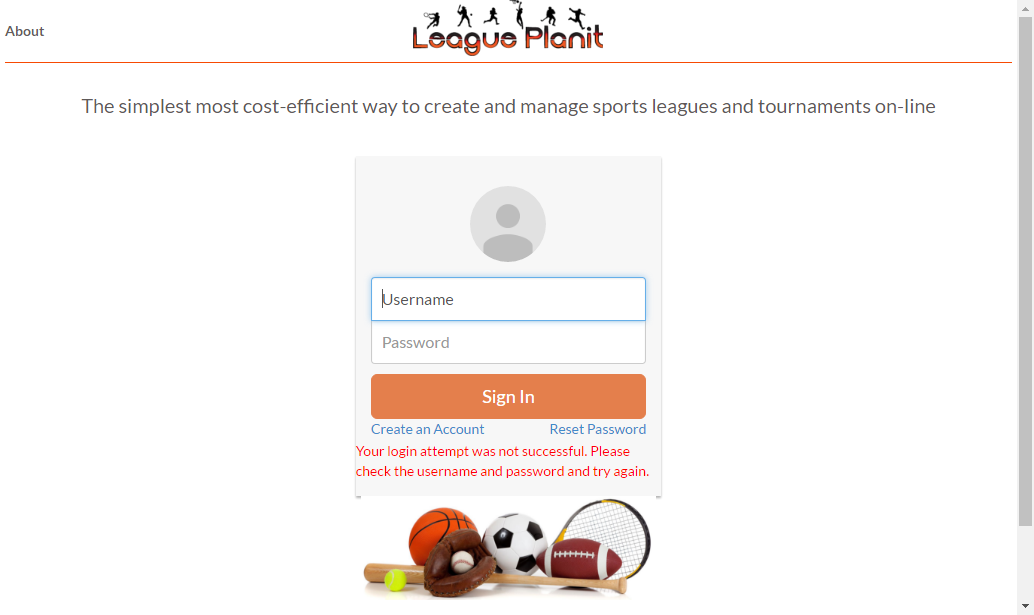 About
League Planit
The simplest most cost-efficient way to create and manage sports leagues and tournaments on-line
Username
Password
Sign In
Create an Account
Reset Password
Your login attempt was not successful. Please
check the username and password and try again.